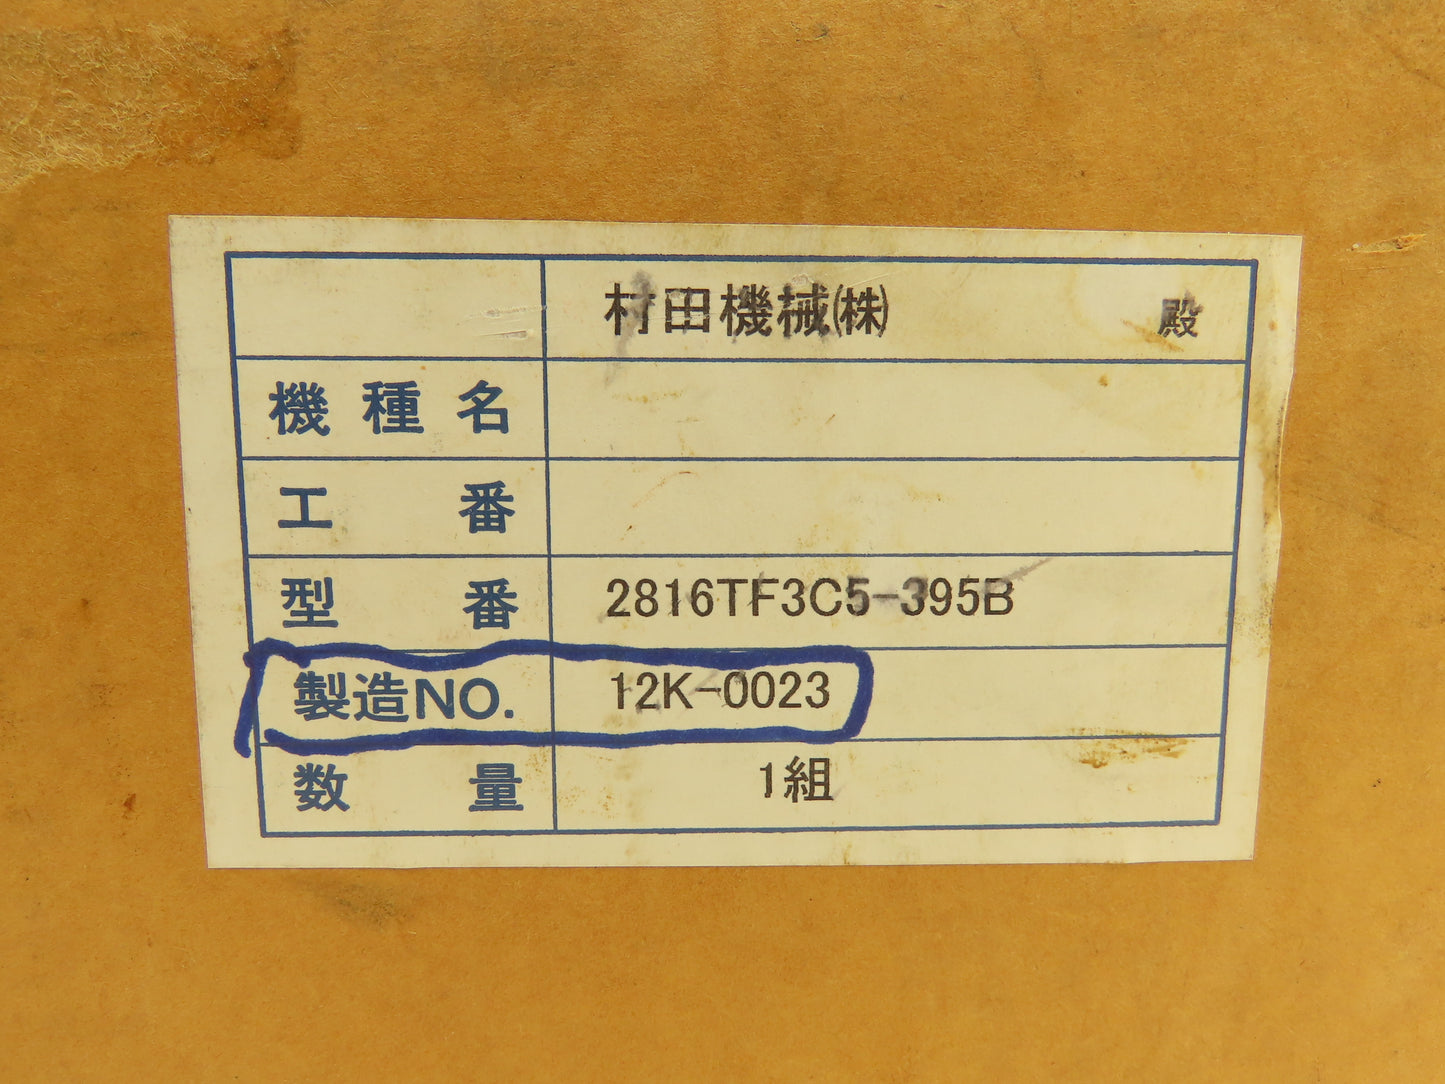 村田機械㈱ 殿
機種名
工番
型番 2816TF3C5-395B
製造NO. 12K-0023
数量 1組